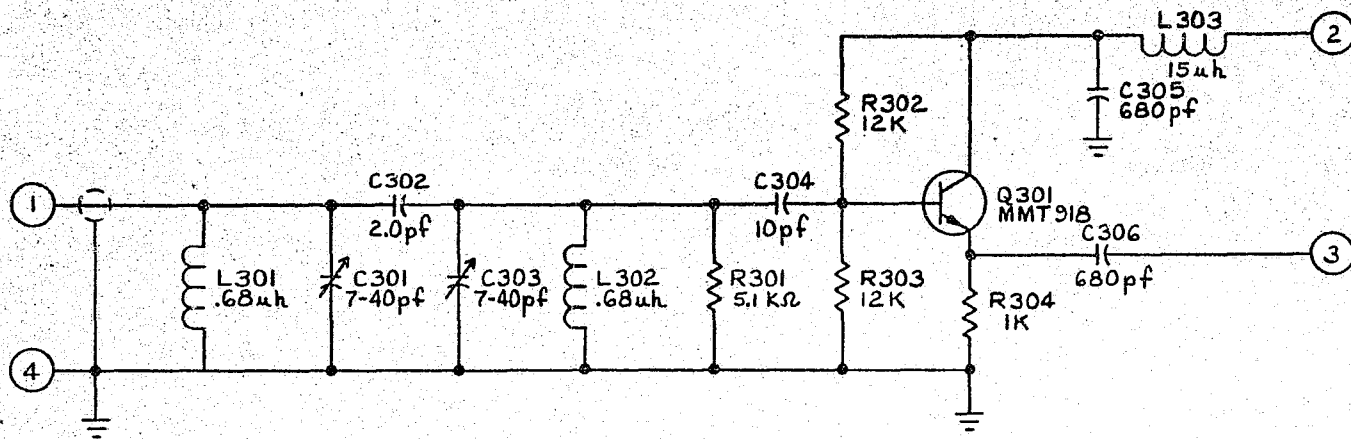 L303
15uh
2
C305
680pf
R302
12K
C302
2.0pf
C304
10pf
Q301
MMT918
1
C306
680pf
3
L301
.68uh
C301
7-40pf
C303
7-40pf
L302
.68uh
R301
5.1KΩ
R303
12K
R304
1K
4